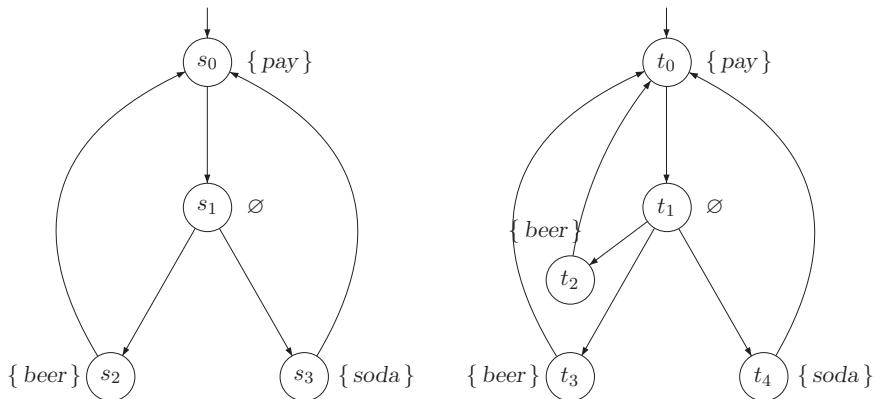 s₀ { pay } t₀ { pay }
s₁ ∅ t₁ ∅
{ beer }
t₂
{ beer } s₂ s₃ { soda } { beer } t₃ t₄ { soda }